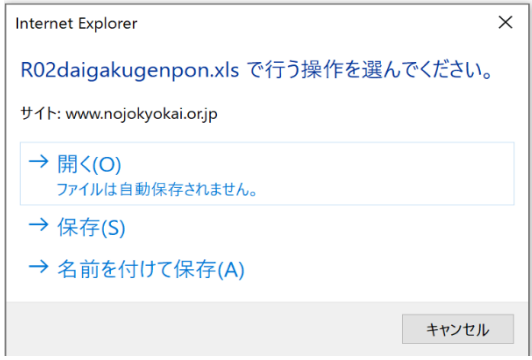 Internet Explorer
R02daigakugenpon.xls で行う操作を選んでください。
サイト: www.nojokyokai.or.jp
→ 開く(O)
ファイルは自動保存されません。
→ 保存(S)
→ 名前を付けて保存(A)
キャンセル